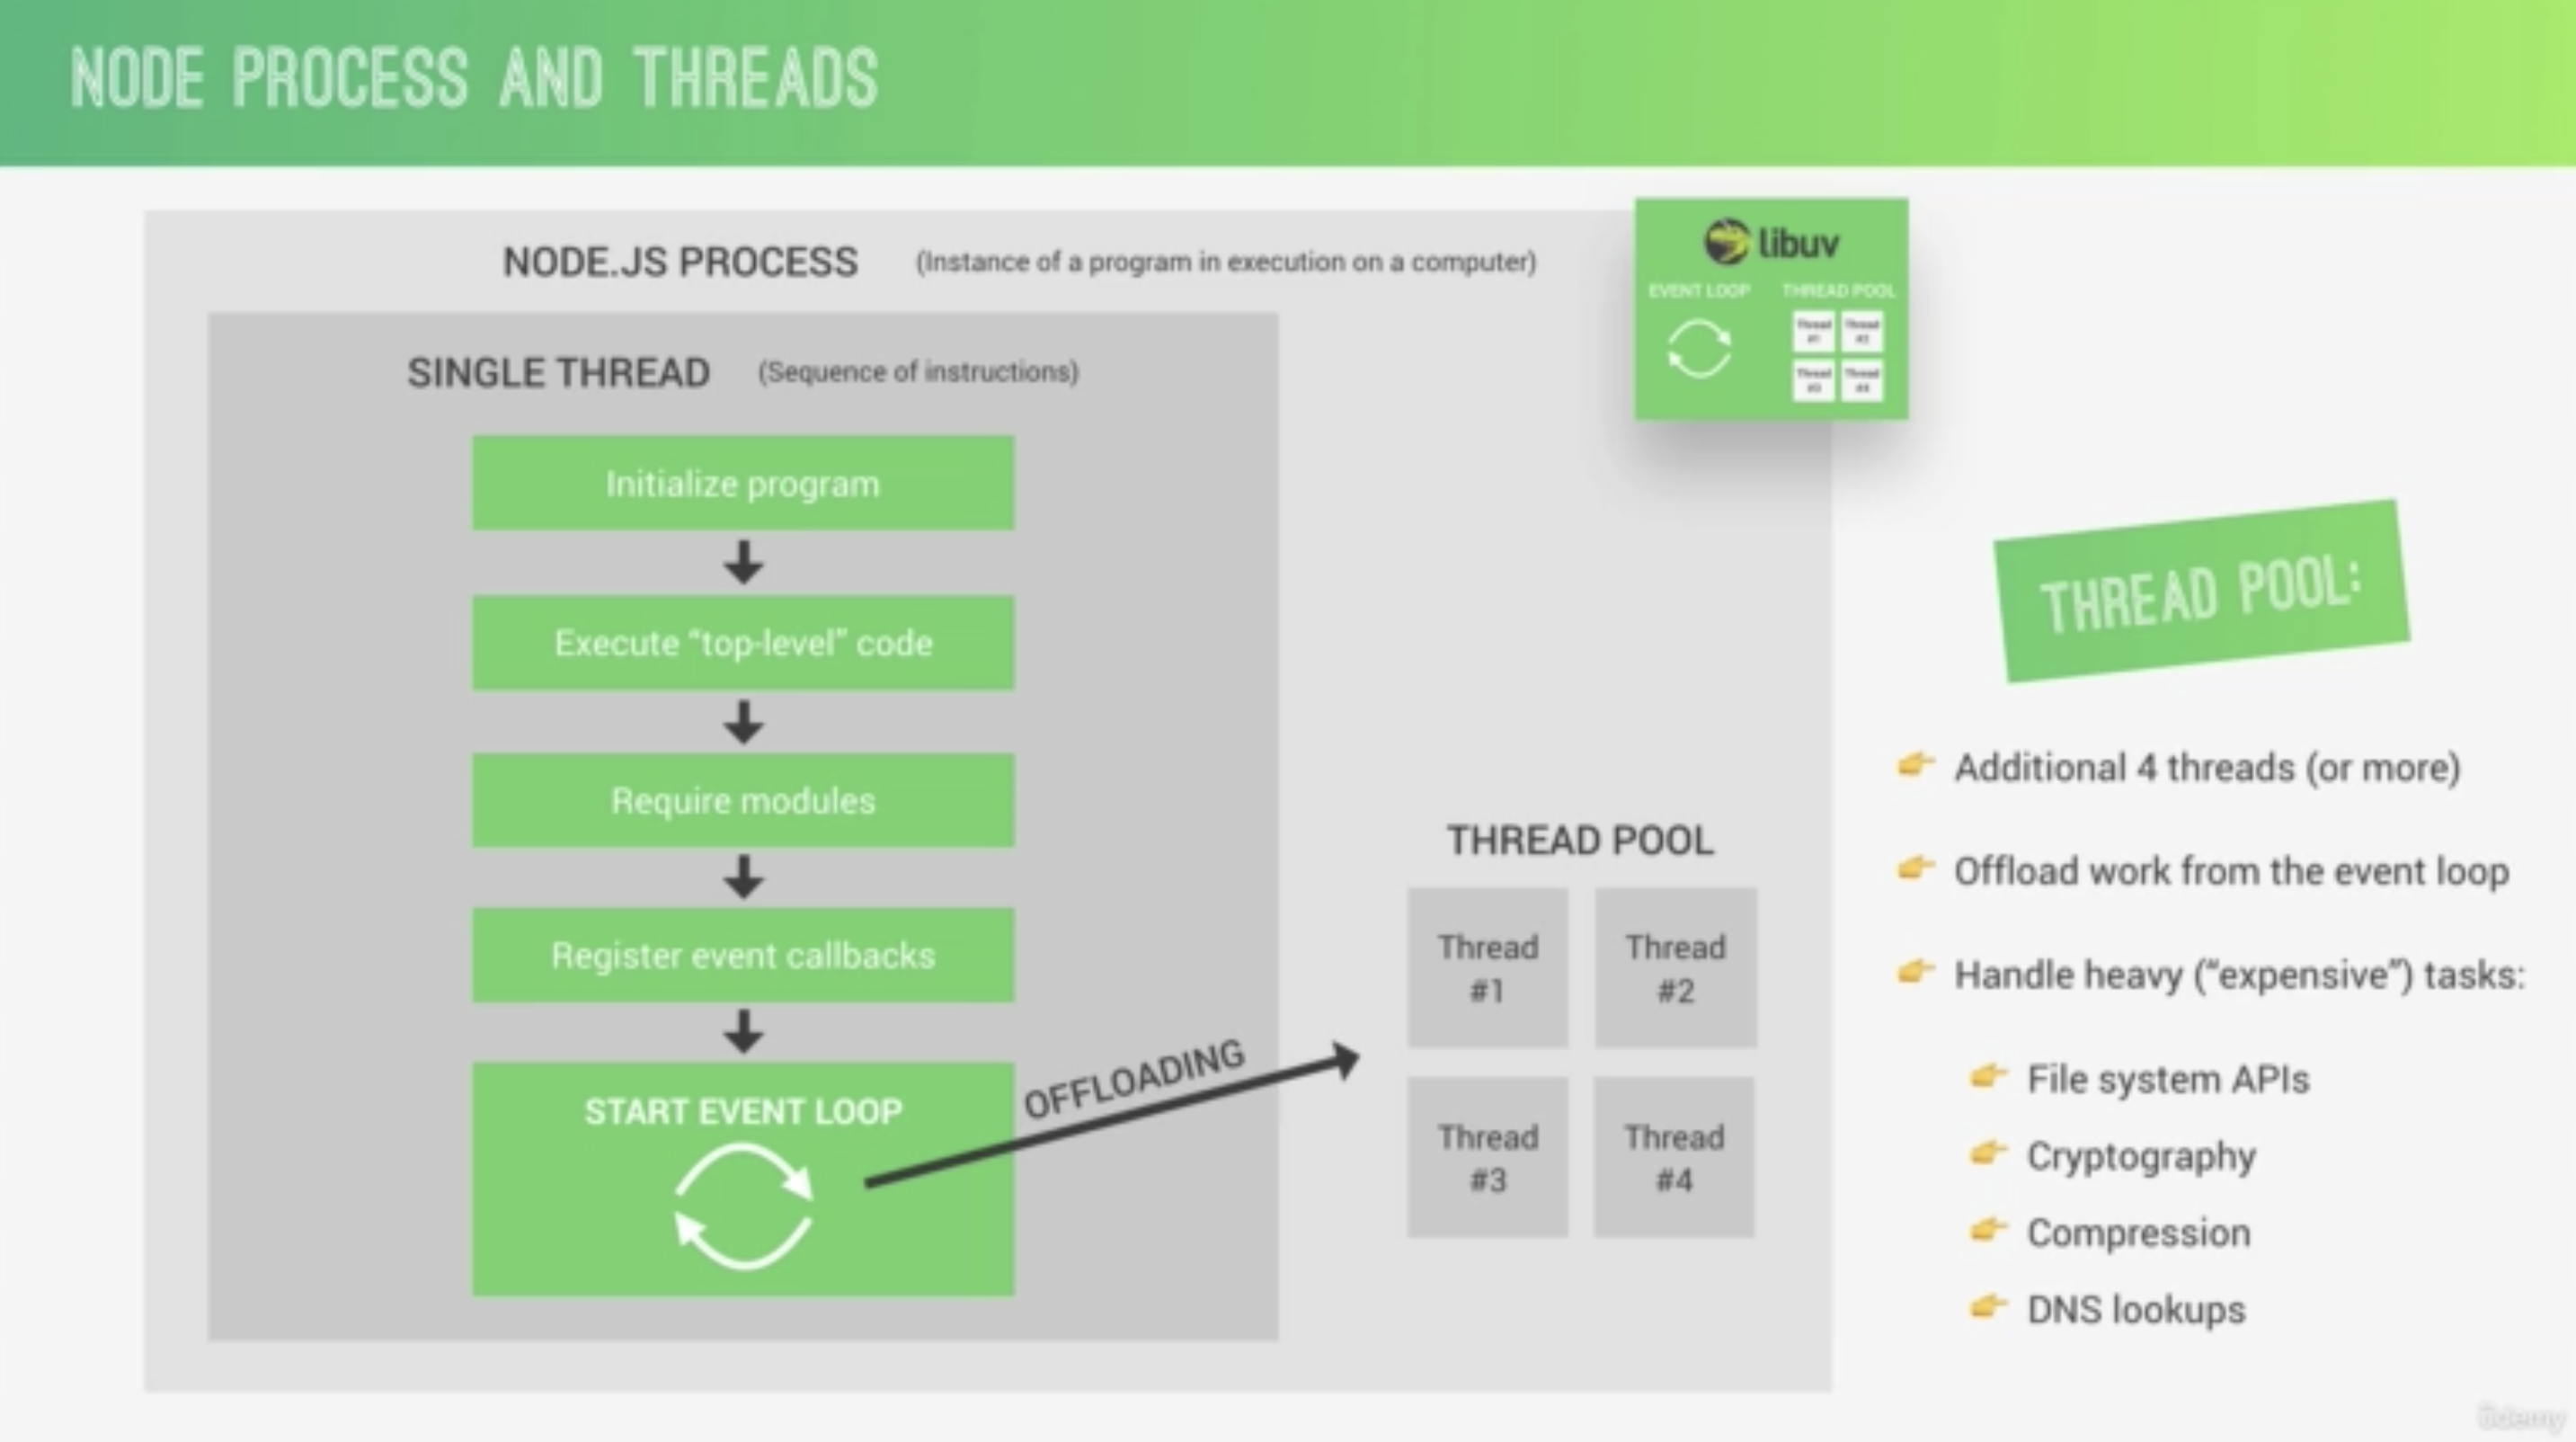 NODE PROCESS AND THREADS
NODE.JS PROCESS (Instance of a program in execution on a computer)
libuv
EVENT LOOP THREAD POOL
Thread #1
Thread #2
Thread #3
Thread #4
SINGLE THREAD (Sequence of instructions)
Initialize program
Execute “top-level” code
Require modules
Register event callbacks
START EVENT LOOP
OFFLOADING
THREAD POOL
Thread
#1
Thread
#2
Thread
#3
Thread
#4
THREAD POOL:
Additional 4 threads (or more)
Offload work from the event loop
Handle heavy (“expensive”) tasks:
File system APIs
Cryptography
Compression
DNS lookups
ûdemy